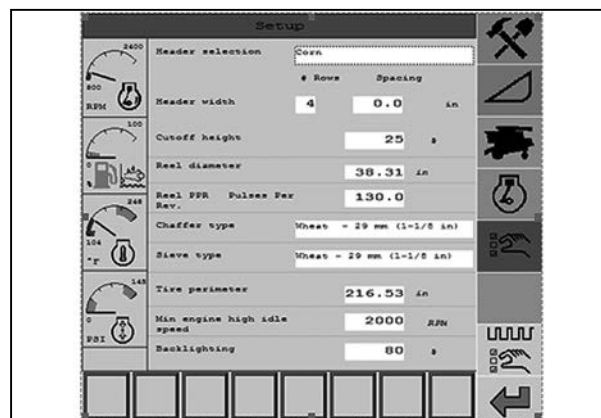 Setup
2400
800
RPM
100
0
%
248
104
°F
145
0
PSI
Header selection Corn
# Rows Spacing
Header width 4 0.0 in
Cutoff height 25
Reel diameter 38.31 in
Reel PPR Pulses Per
Rev. 130.0
Chaffer type Wheat - 29 mm (1-1/8 in)
Sieve type Wheat - 29 mm (1-1/8 in)
Tire perimeter 216.53 in
Min engine high idle
speed 2000 RPM
Backlighting 80